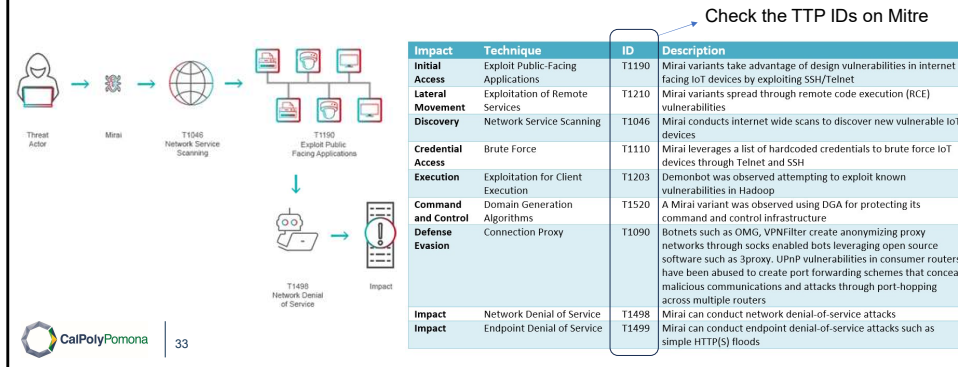 Check the TTP IDs on Mitre
Threat
Actor
Mirai
T1046
Network Service
Scanning
T1190
Exploit Public
Facing Applications
T1498
Network Denial
of Service
Impact
Impact Technique ID Description
Initial Exploit Public-Facing T1190 Mirai variants take advantage of design vulnerabilities in internet
Access Applications facing IoT devices by exploiting SSH/Telnet
Lateral Exploitation of Remote T1210 Mirai variants spread through remote code execution (RCE)
Movement Services vulnerabilities
Discovery Network Service Scanning T1046 Mirai conducts internet wide scans to discover new vulnerable IoT
devices
Credential Brute Force T1110 Mirai leverages a list of hardcoded credentials to brute force IoT
Access devices through Telnet and SSH
Execution Exploitation for Client T1203 Demonbot was observed attempting to exploit known
Execution vulnerabilities in Hadoop
Command Domain Generation T1520 A Mirai variant was observed using DGA for protecting its
and Control Algorithms command and control infrastructure
Defense Connection Proxy T1090 Botnets such as OMG, VPNFilter create anonymizing proxy
Evasion networks through socks enabled bots leveraging open source
software such as 3proxy. UPnP vulnerabilities in consumer routers
have been abused to create port forwarding schemes that concea
malicious communications and attacks through port-hopping
across multiple routers
Impact Network Denial of Service T1498 Mirai can conduct network denial-of-service attacks
Impact Endpoint Denial of Service T1499 Mirai can conduct endpoint denial-of-service attacks such as
simple HTTP(S) floods
CalPolyPomona
33